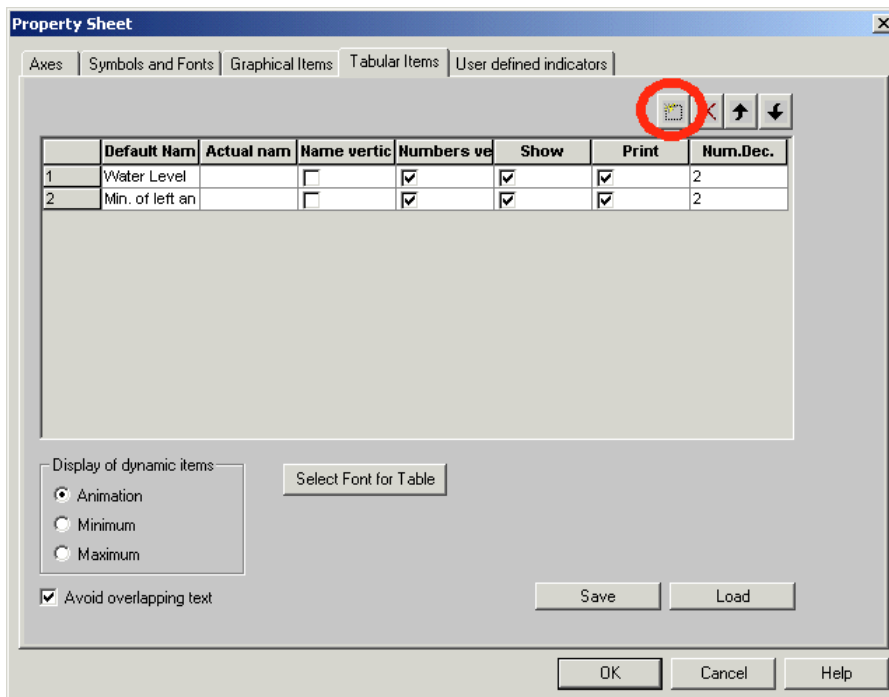 Property Sheet
Axes Symbols and Fonts Graphical Items Tabular Items User defined indicators
Default Nam Actual nam Name vertic Numbers ve Show Print Num.Dec.
1 Water Level 2
2 Min. of left an 2
Display of dynamic items
Select Font for Table
Animation
Minimum
Maximum
Avoid overlapping text
Save Load
OK Cancel Help